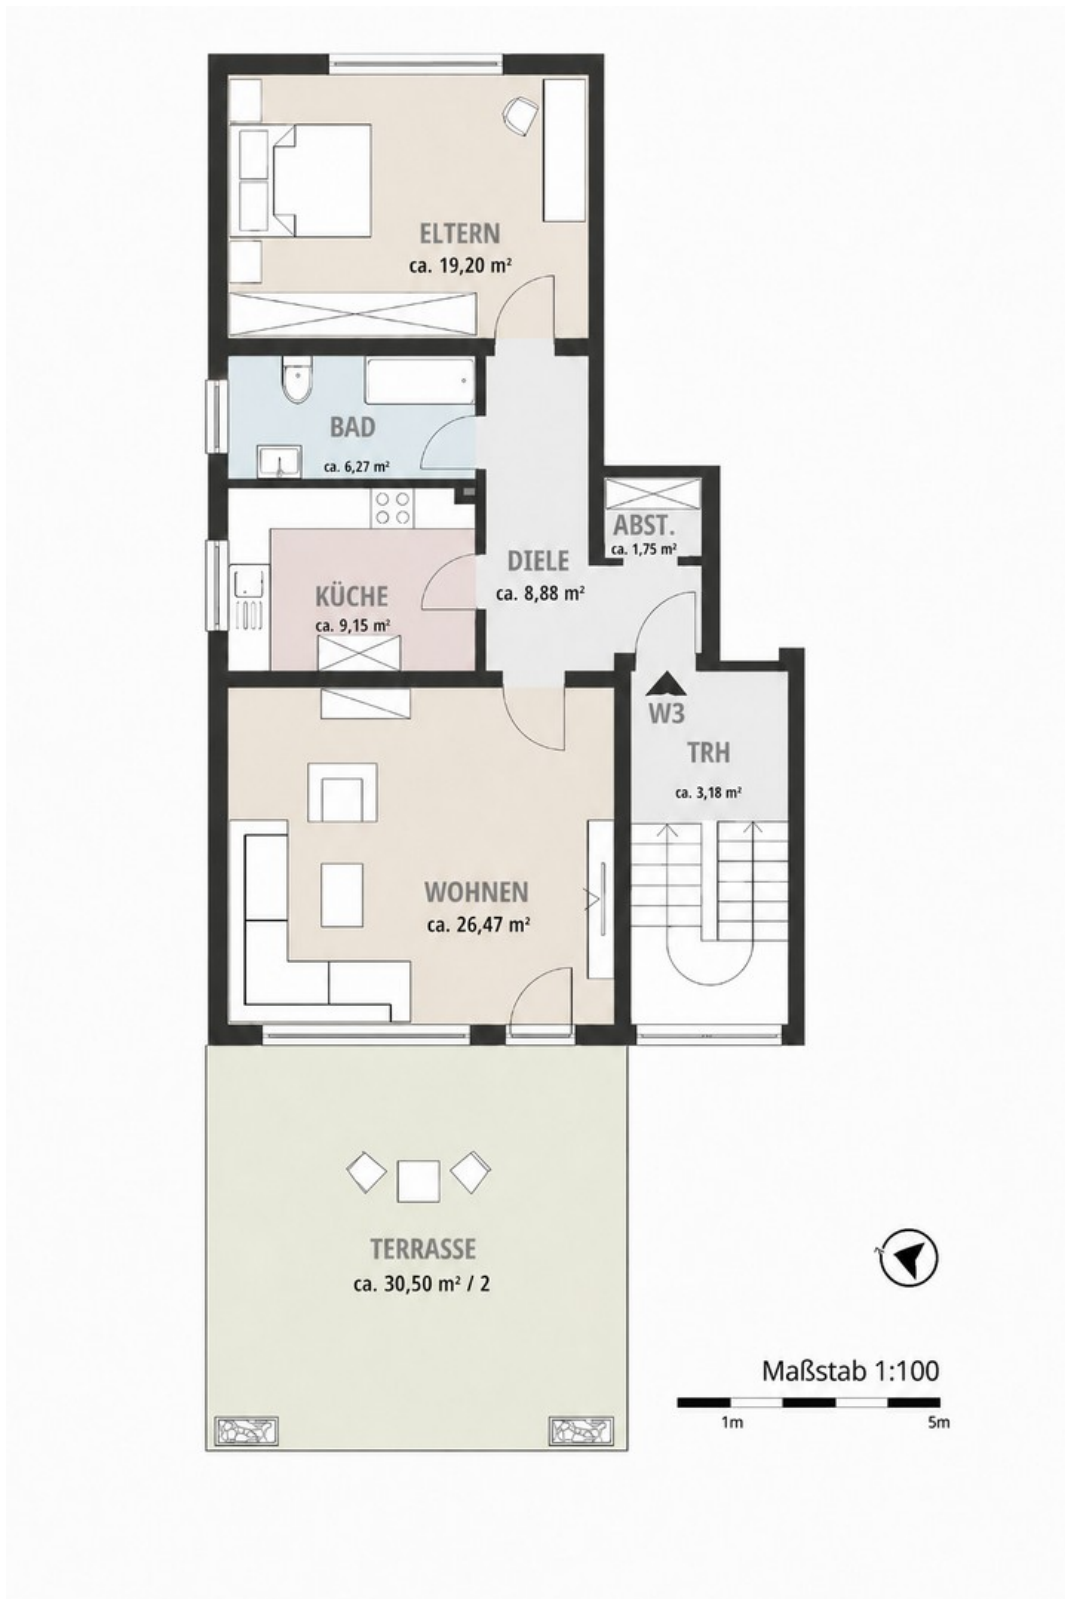 ELTERN
ca. 19,20 m²
BAD
ca. 6,27 m²
ABST.
ca. 1,75 m²
DIELE
ca. 8,88 m²
KÜCHE
ca. 9,15 m²
W3
TRH
ca. 3,18 m²
WOHNEN
ca. 26,47 m²
TERRASSE
ca. 30,50 m² / 2
N
Maßstab 1:100
1m 5m